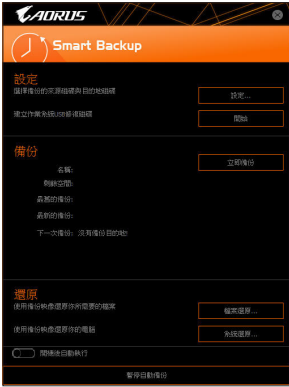 AORUS
Smart Backup
設定
選擇備份的來源磁碟與目的地磁碟
設定...
建立作業系統USB修復磁碟
開始
備份
立即備份
名稱:
剩餘空間:
最舊的備份:
最新的備份:
下一次備份: 沒有備份目的地!
還原
使用備份映像還原你所需要的檔案
檔案還原...
使用備份映像還原你的電腦
系統還原...
開機後自動執行
暫停自動備份